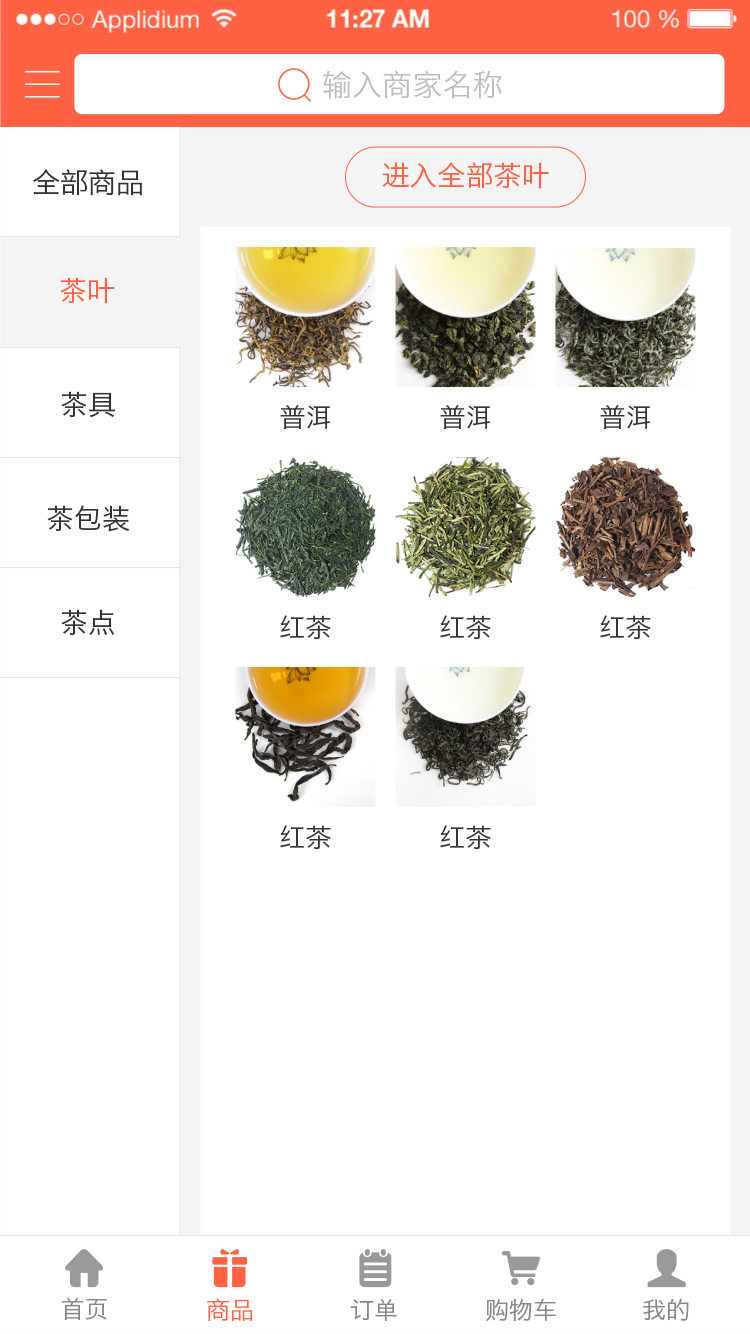 Applidium 11:27 AM 100 %
输入商家名称
全部商品
茶叶
茶具
茶包装
茶点
进入全部茶叶
普洱 普洱 普洱
红茶 红茶 红茶
红茶 红茶
首页 商品 订单 购物车 我的